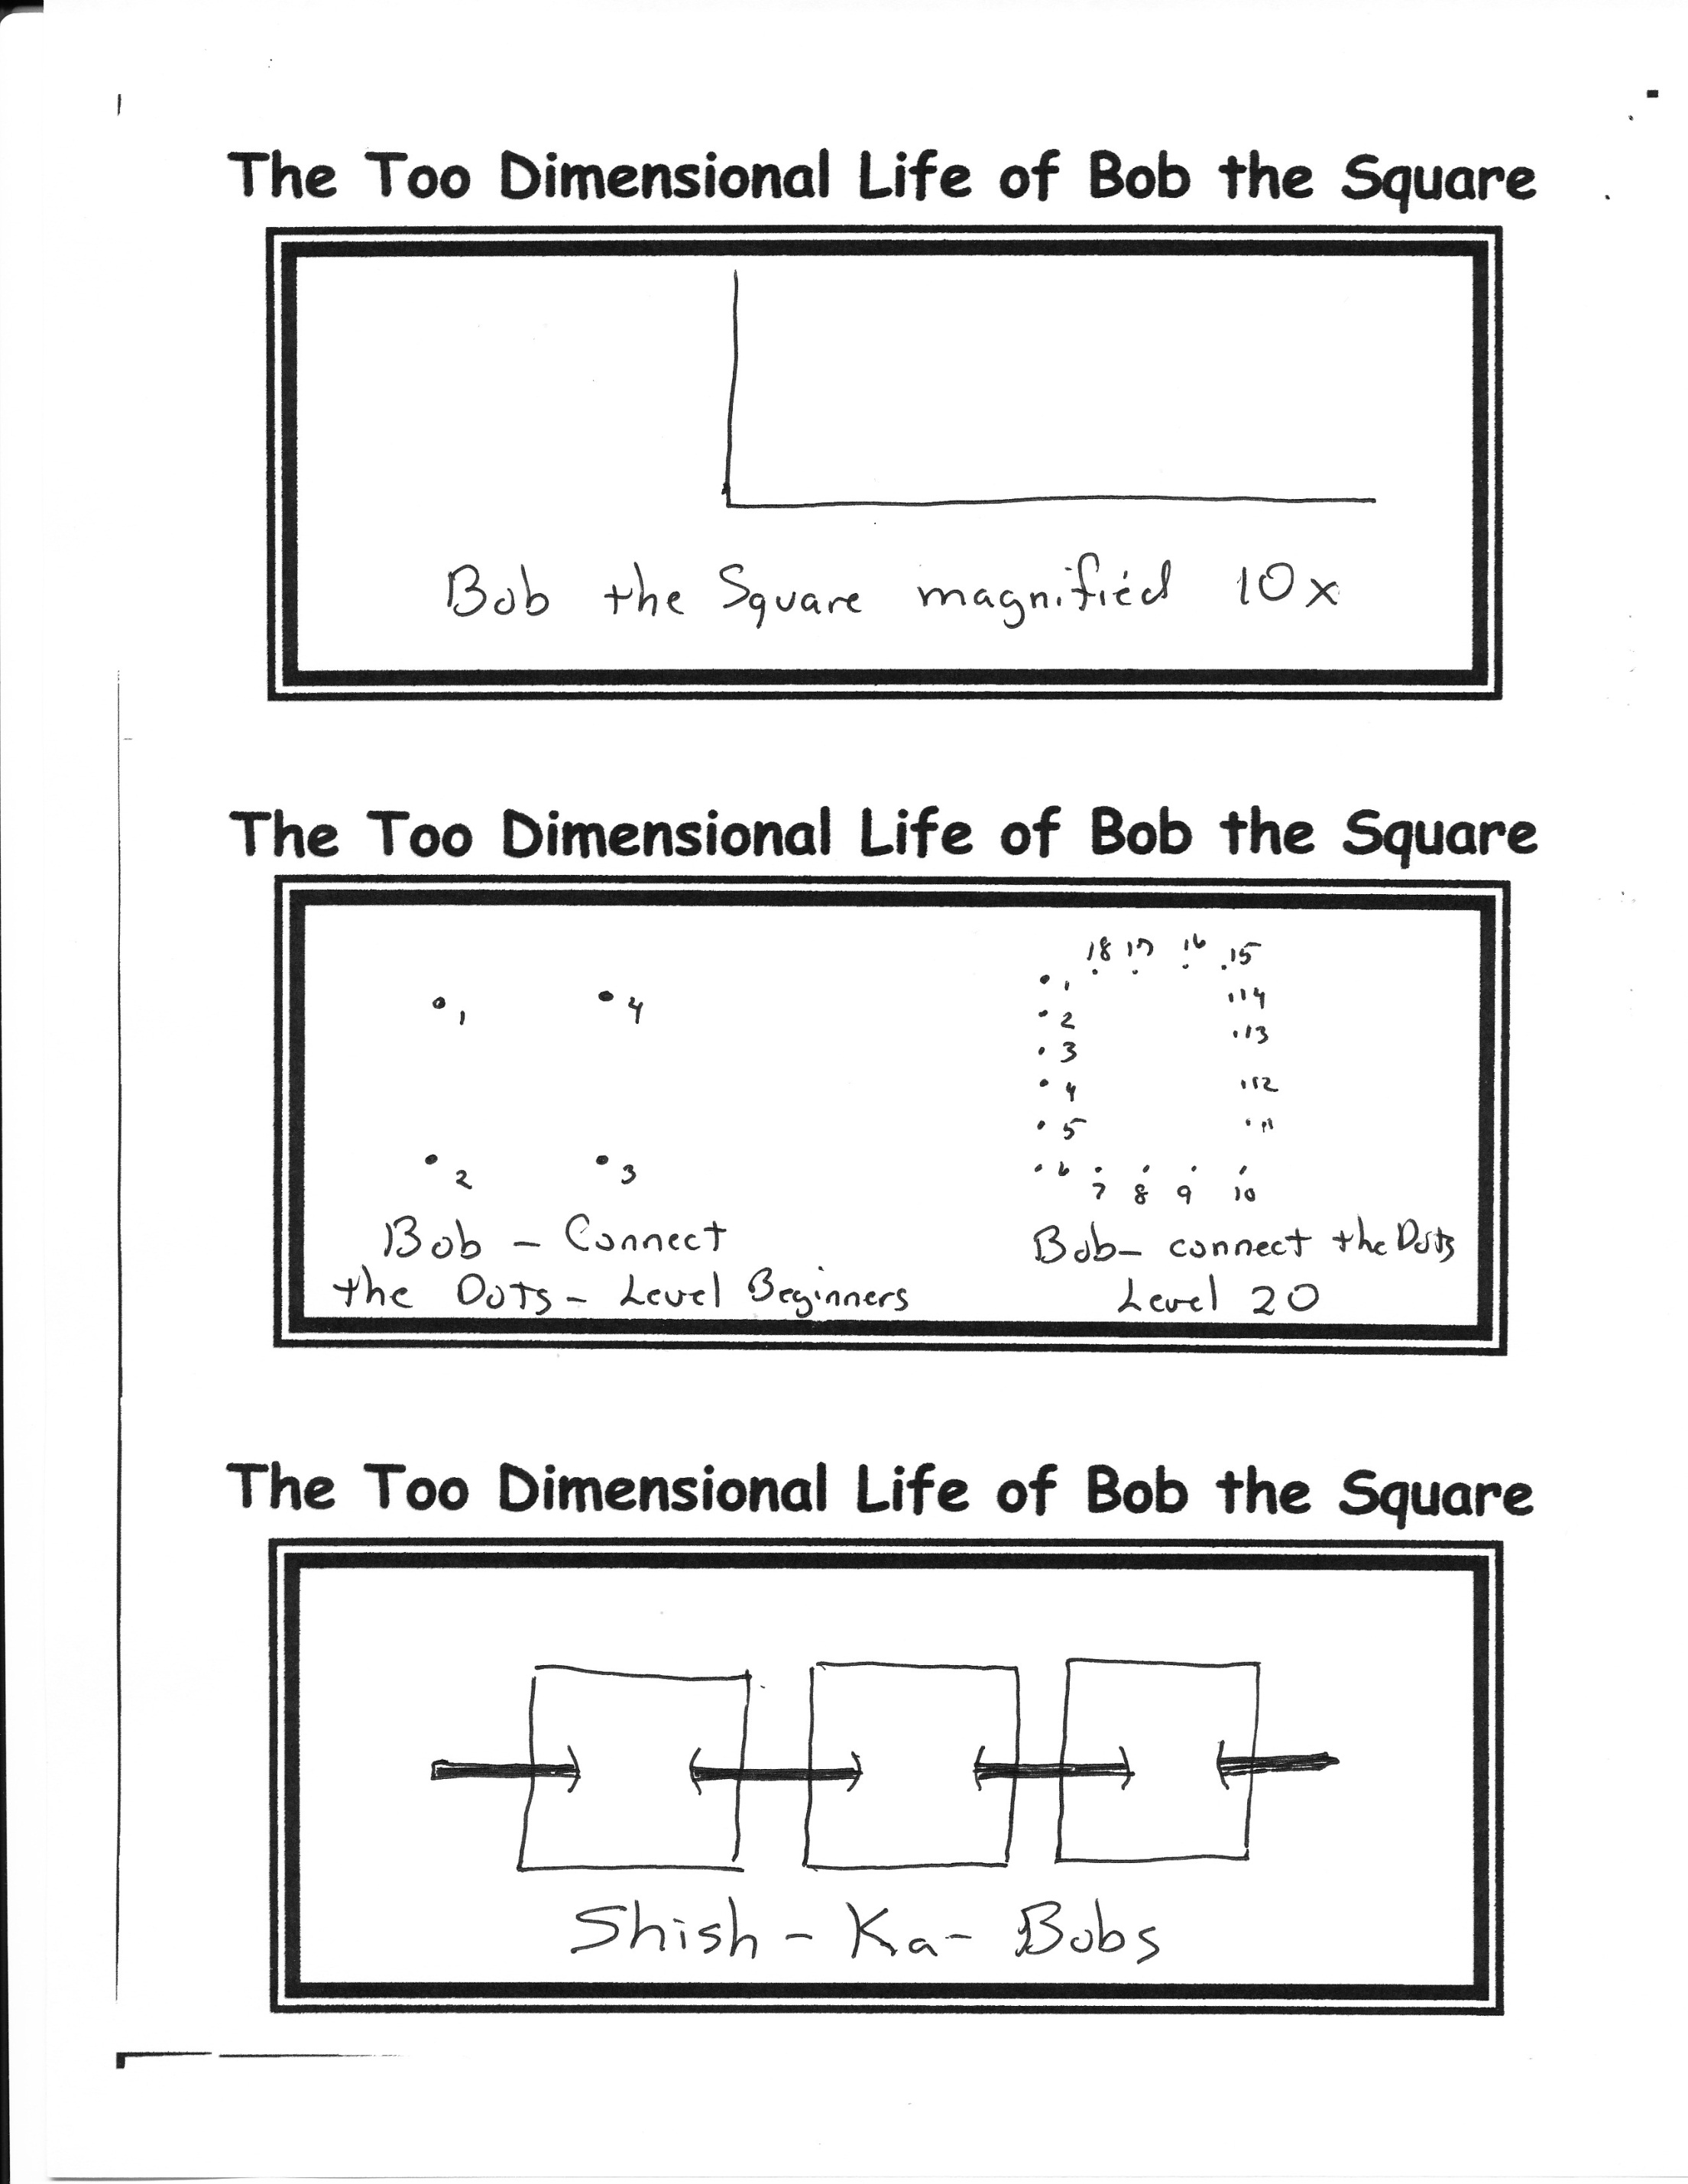 The Too Dimensional Life of Bob the Square
Bob the Square magnified 10x
The Too Dimensional Life of Bob the Square
18 17 16 15
1 4 1 14
2 13
3
4 12
5 11
2 3 6 7 8 9 10
Bob - Connect
the Dots - Level Beginners
Bob - connect the Dots
Level 20
The Too Dimensional Life of Bob the Square
Shish - Ka - Bobs